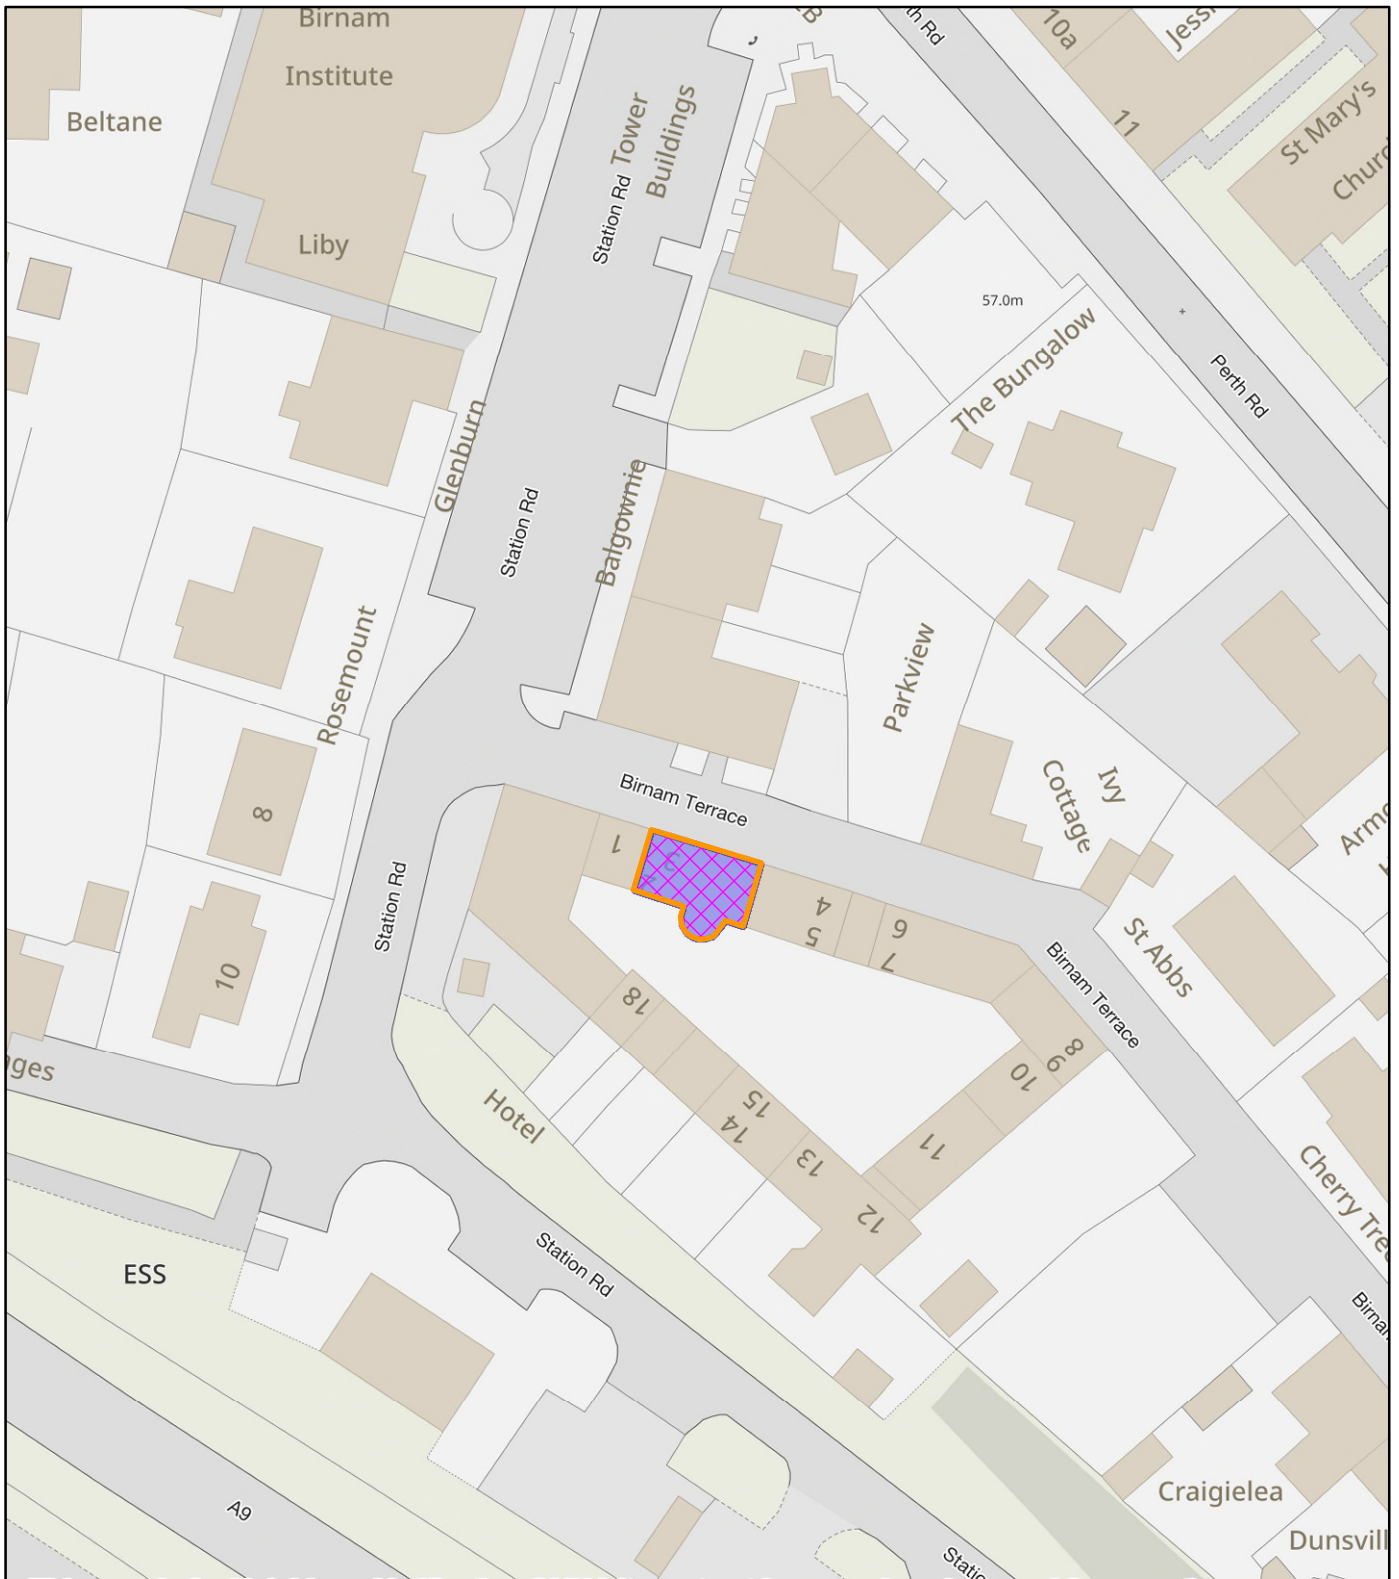 Birnam
Institute
Beltane
Liby
Station Rd
Tower
Buildings
10a
11
St Mary's
57.0m
The Bungalow
Perth Rd
Glenburn
Station Rd
Balgownie
Rosemount
Parkview
Ivy
Cottage
Birnam Terrace
8
10
Station Rd
1
3
4
5
6
7
St Abbs
Birnam Terrace
8
9
10
11
12
13
14
15
18
Hotel
Station Rd
ESS
A9
Craigielea